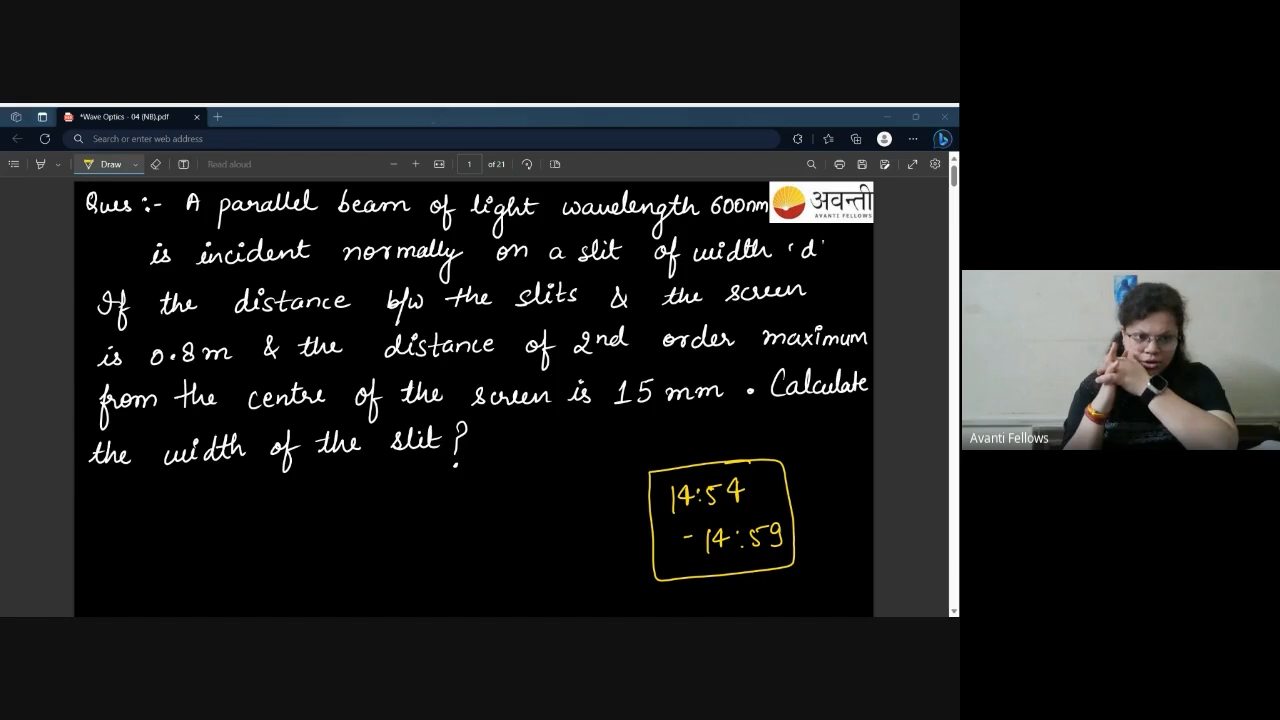 *Wave Optics - 04 (NB).pdf
Search or enter web address
Draw
Read aloud
1 of 21
Ques :- A parallel beam of light wavelength 600nm
is incident normally on a slit of width 'd'
If the distance b/w the slits & the screen
is 0.8m & the distance of 2nd order maximum
from the centre of the screen is 15 mm . Calculate
the width of the slit ?
अवन्ती
AVANTI FELLOWS
14:54
- 14:59
Avanti Fellows